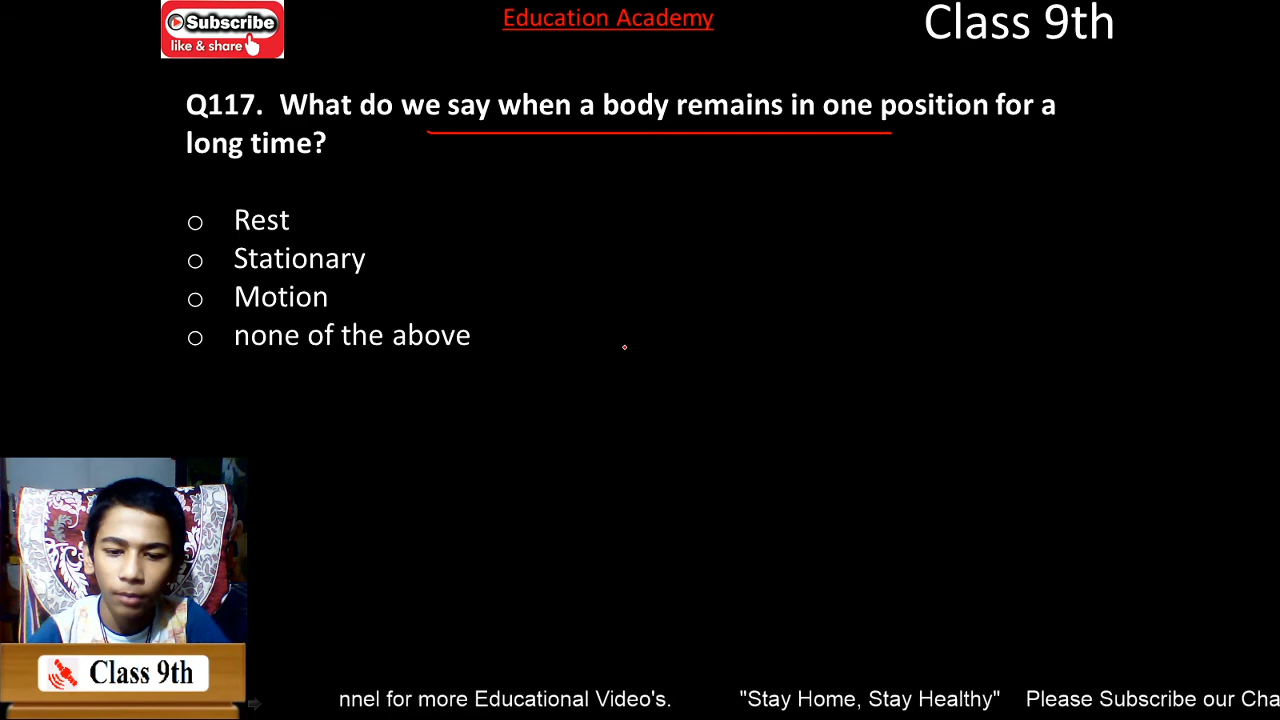 Subscribe
like & share
Education Academy
Class 9th
Q117. What do we say when a body remains in one position for a
long time?
o Rest
o Stationary
o Motion
o none of the above
Class 9th
nnel for more Educational Video's. "Stay Home, Stay Healthy" Please Subscribe our Cha